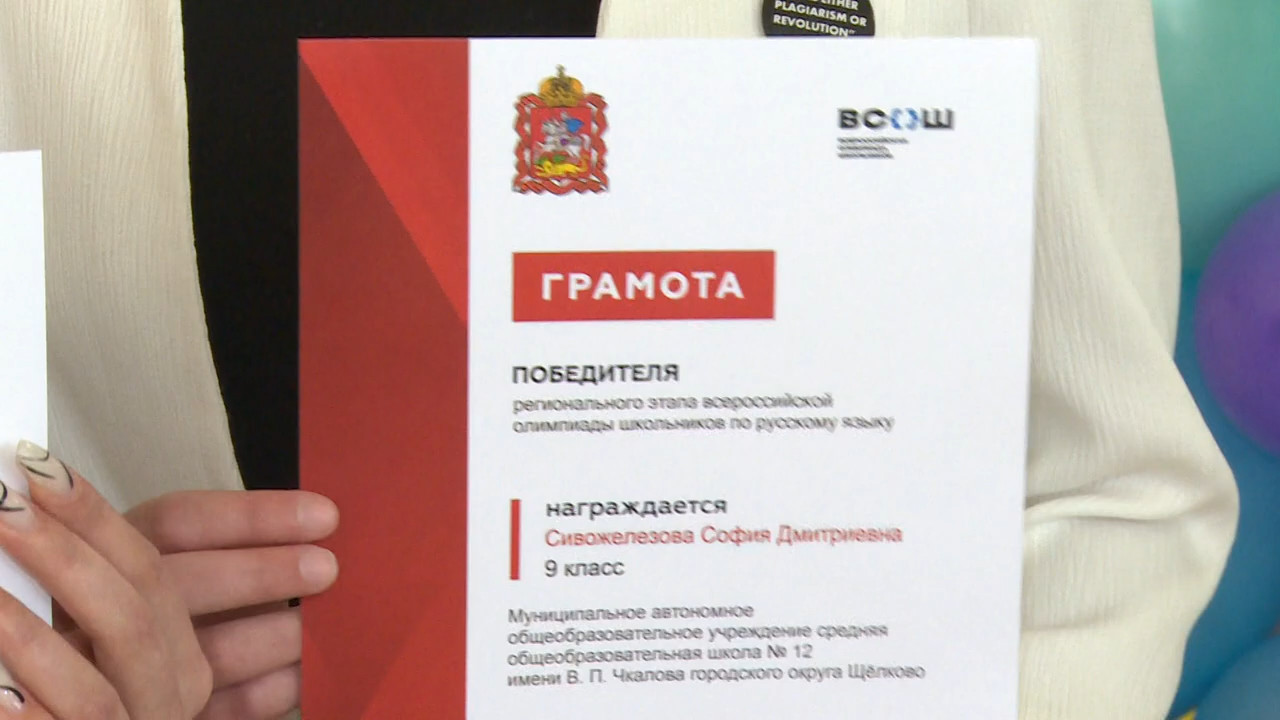 PLAGIARISM OR
REVOLUTION"
ВСОШ
ГРАМОТА
ПОБЕДИТЕЛЯ
регионального этапа всероссийской
олимпиады школьников по русскому языку
награждается
Сивожелезова София Дмитриевна
9 класс
Муниципальное автономное
общеобразовательное учреждение средняя
общеобразовательная школа № 12
имени В. П. Чкалова городского округа Щёлково